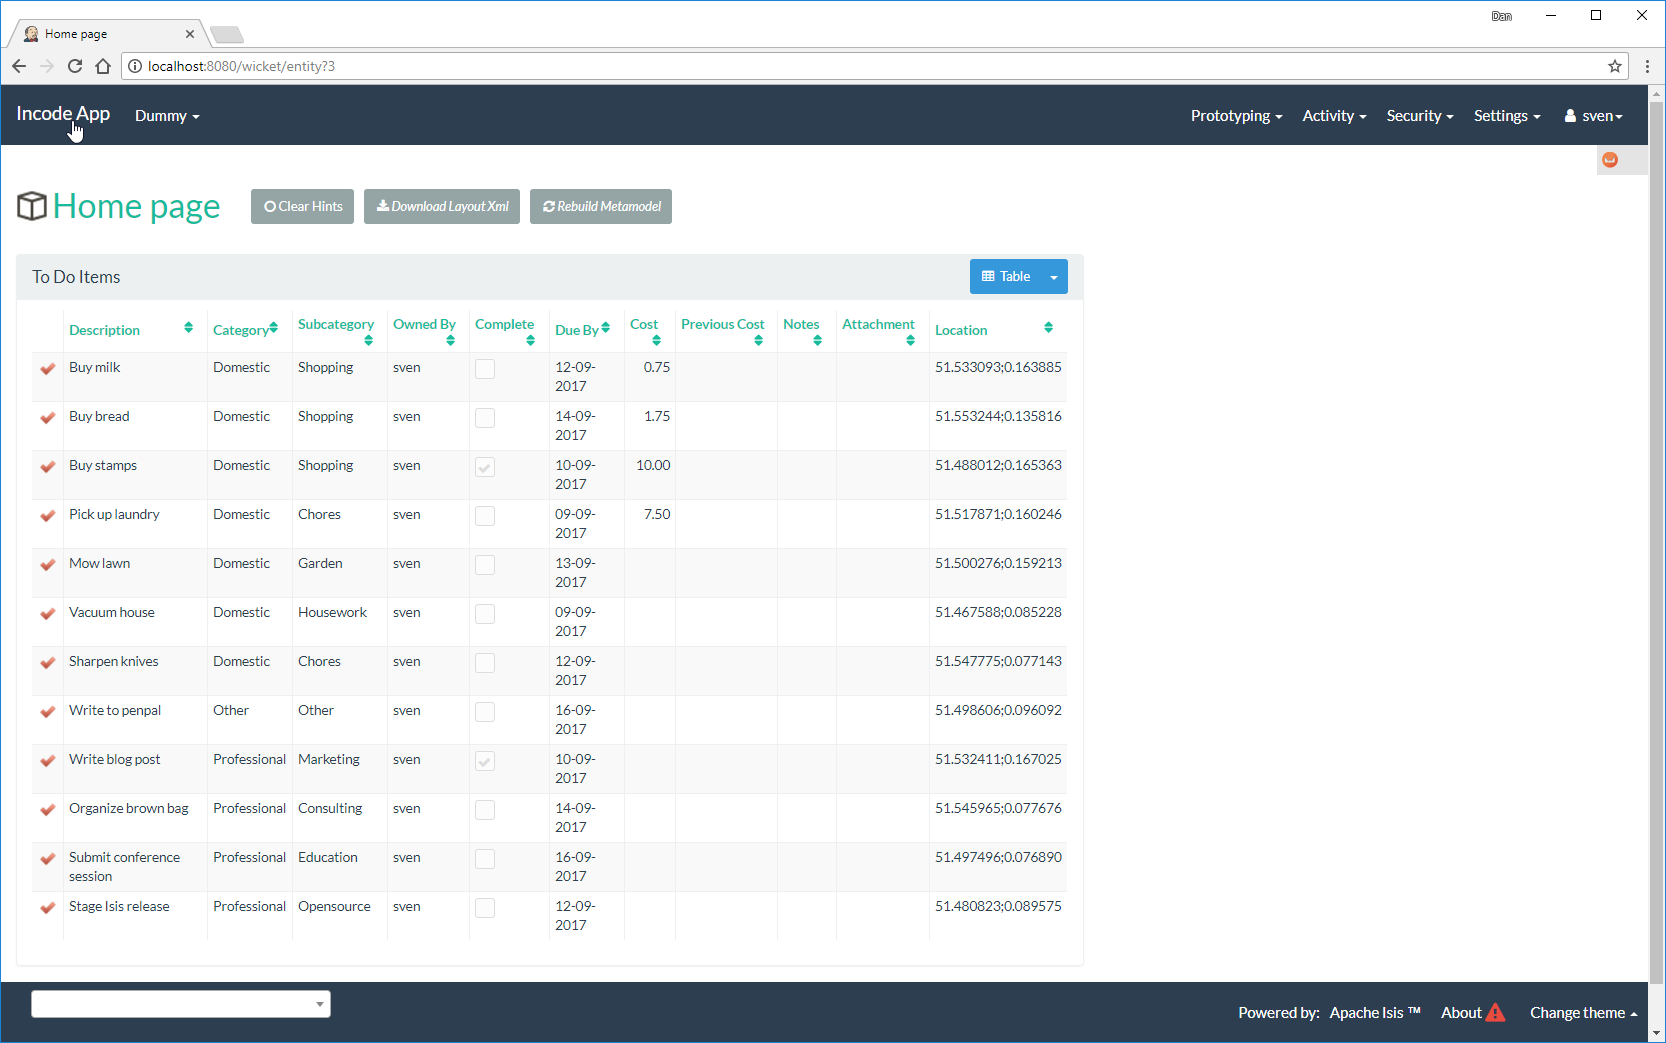 Dan
Home page
localhost:8080/wicket/entity?3
Incode App Dummy Prototyping Activity Security Settings sven
Home page Clear Hints Download Layout Xml Rebuild Metamodel
To Do Items Table
Description Category Subcategory Owned By Complete Due By Cost Previous Cost Notes Attachment Location
Buy milk Domestic Shopping sven 12-09- 0.75 51.533093;0.163885
2017
Buy bread Domestic Shopping sven 14-09- 1.75 51.553244;0.135816
2017
Buy stamps Domestic Shopping sven 10-09- 10.00 51.488012;0.165363
2017
Pick up laundry Domestic Chores sven 09-09- 7.50 51.517871;0.160246
2017
Mow lawn Domestic Garden sven 13-09- 51.500276;0.159213
2017
Vacuum house Domestic Housework sven 09-09- 51.467588;0.085228
2017
Sharpen knives Domestic Chores sven 12-09- 51.547775;0.077143
2017
Write to penpal Other Other sven 16-09- 51.498606;0.096092
2017
Write blog post Professional Marketing sven 10-09- 51.532411;0.167025
2017
Organize brown bag Professional Consulting sven 14-09- 51.545965;0.077676
2017
Submit conference Professional Education sven 16-09- 51.497496;0.076890
session 2017
Stage Isis release Professional Opensource sven 12-09- 51.480823;0.089575
2017
Powered by: Apache Isis ™ About Change theme